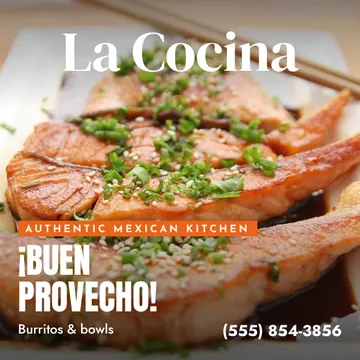 La Cocina
AUTHENTIC MEXICAN KITCHEN
¡BUEN
PROVECHO!
Burritos & bowls
(555) 854-3856